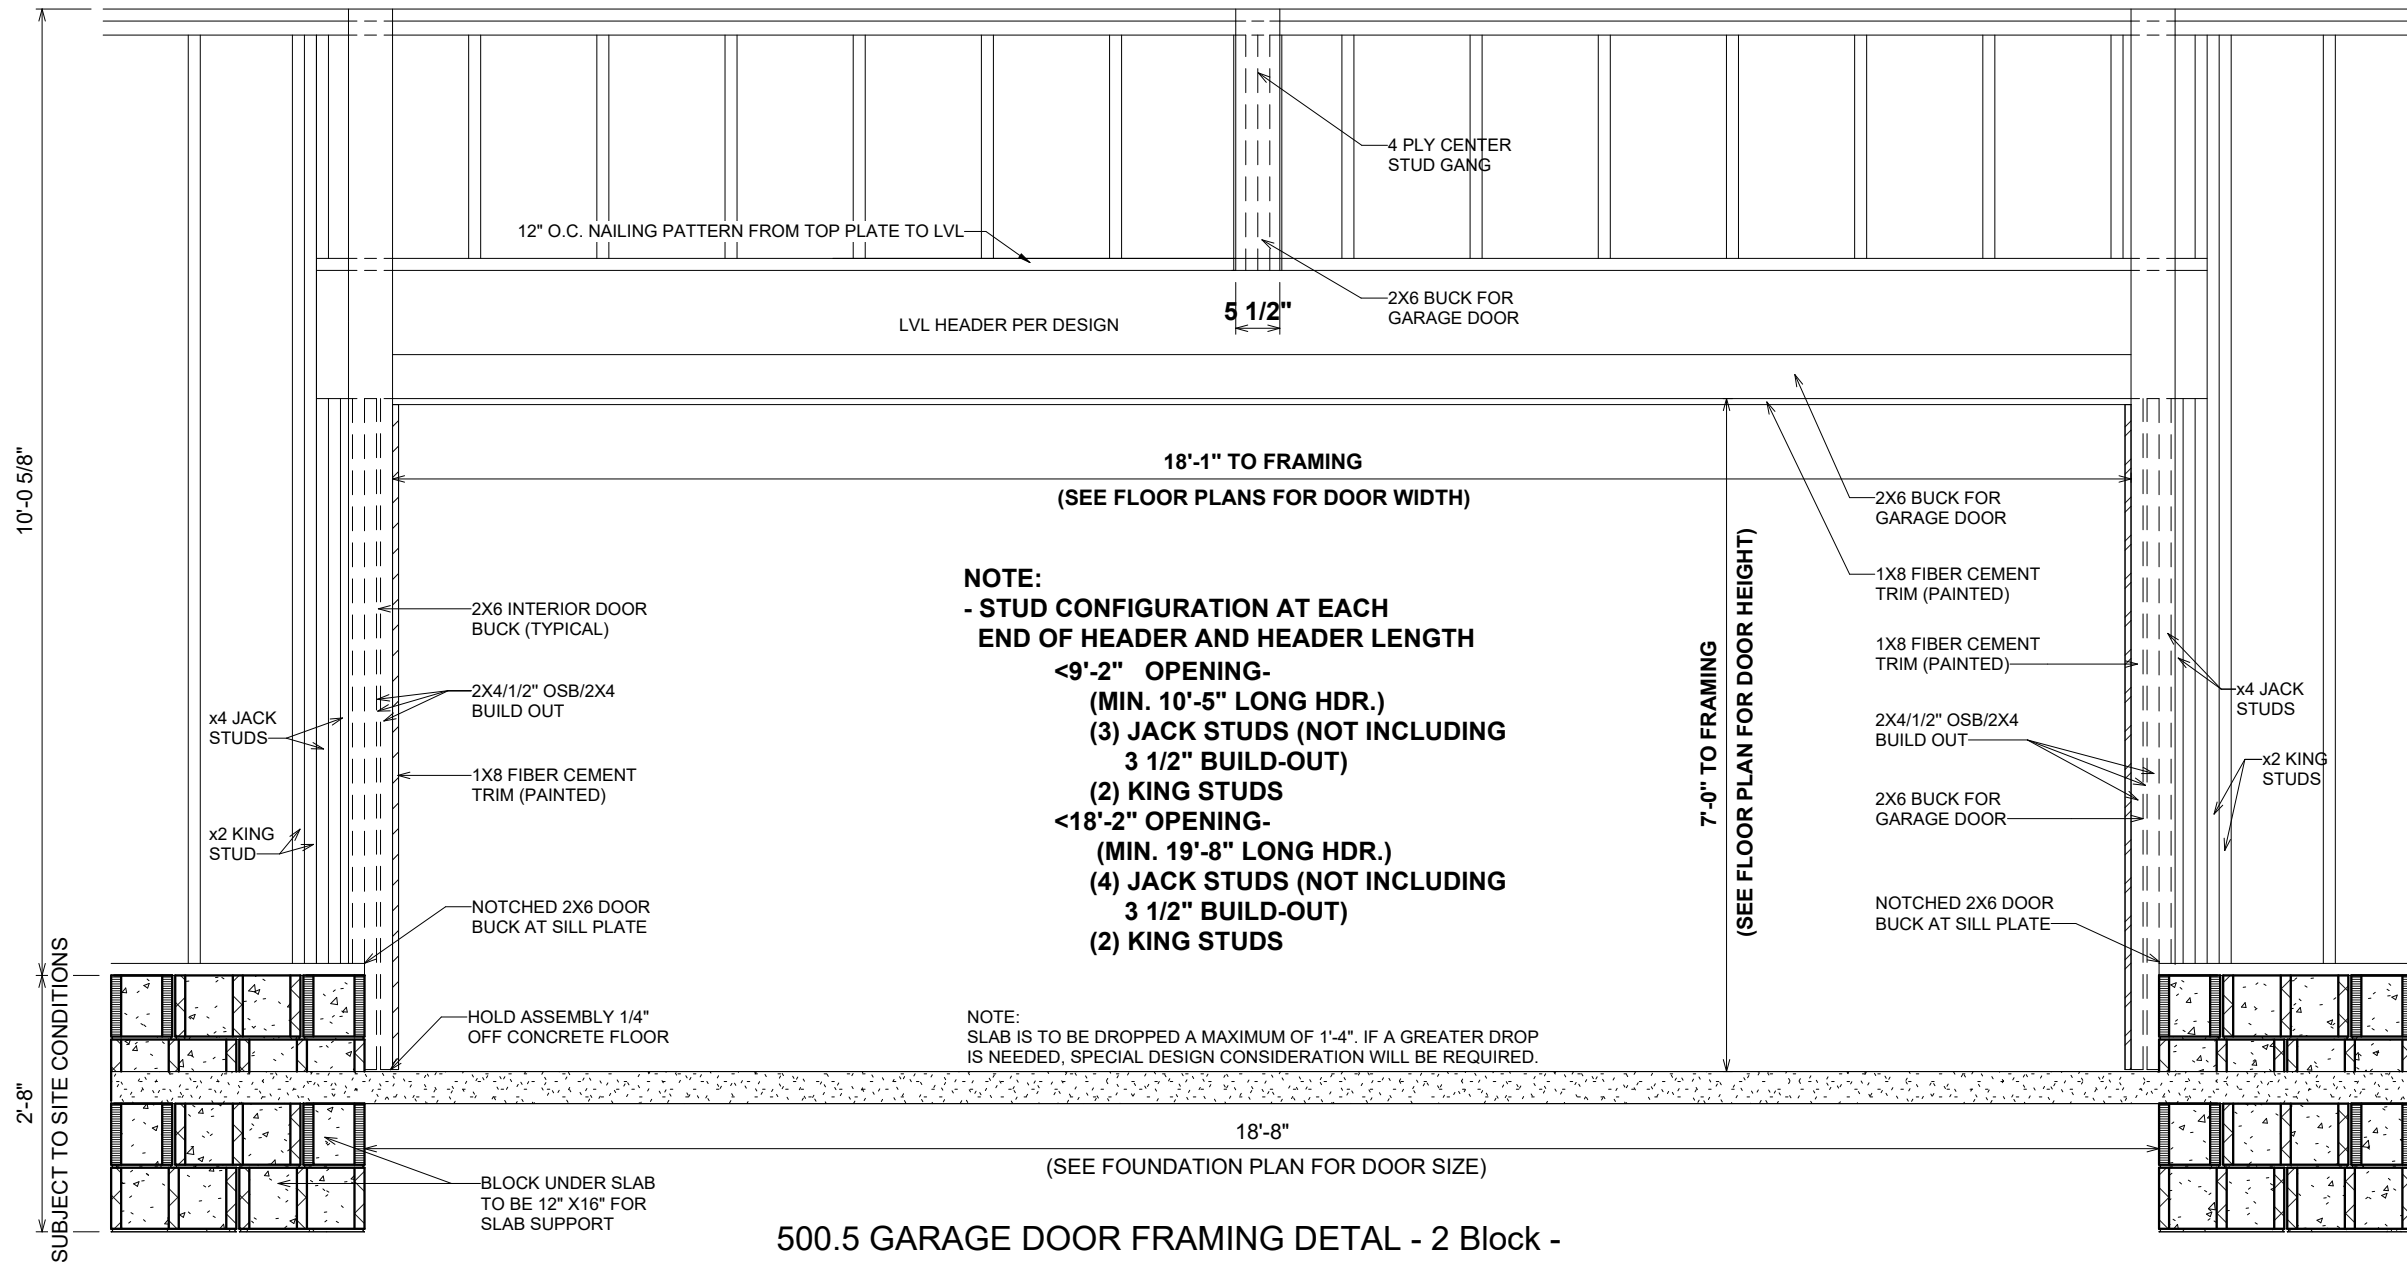 4 PLY CENTER
STUD GANG
12" O.C. NAILING PATTERN FROM TOP PLATE TO LVL
2X6 BUCK FOR
GARAGE DOOR
5 1/2"
LVL HEADER PER DESIGN
10'-0 5/8"
18'-1" TO FRAMING
(SEE FLOOR PLANS FOR DOOR WIDTH)
2X6 BUCK FOR
GARAGE DOOR
1X8 FIBER CEMENT
TRIM (PAINTED)
1X8 FIBER CEMENT
TRIM (PAINTED)
x4 JACK
STUDS
2X4/1/2" OSB/2X4
BUILD OUT
x2 KING
STUDS
2X6 BUCK FOR
GARAGE DOOR
NOTCHED 2X6 DOOR
BUCK AT SILL PLATE
7'-0" TO FRAMING
(SEE FLOOR PLAN FOR DOOR HEIGHT)
NOTE:
- STUD CONFIGURATION AT EACH
END OF HEADER AND HEADER LENGTH
<9'-2" OPENING-
(MIN. 10'-5" LONG HDR.)
(3) JACK STUDS (NOT INCLUDING
3 1/2" BUILD-OUT)
(2) KING STUDS
<18'-2" OPENING-
(MIN. 19'-8" LONG HDR.)
(4) JACK STUDS (NOT INCLUDING
3 1/2" BUILD-OUT)
(2) KING STUDS
2X6 INTERIOR DOOR
BUCK (TYPICAL)
2X4/1/2" OSB/2X4
BUILD OUT
x4 JACK
STUDS
1X8 FIBER CEMENT
TRIM (PAINTED)
x2 KING
STUD
NOTCHED 2X6 DOOR
BUCK AT SILL PLATE
HOLD ASSEMBLY 1/4"
OFF CONCRETE FLOOR
NOTE:
SLAB IS TO BE DROPPED A MAXIMUM OF 1'-4". IF A GREATER DROP
IS NEEDED, SPECIAL DESIGN CONSIDERATION WILL BE REQUIRED.
2'-8"
SUBJECT TO SITE CONDITIONS
18'-8"
(SEE FOUNDATION PLAN FOR DOOR SIZE)
BLOCK UNDER SLAB
TO BE 12" X16" FOR
SLAB SUPPORT
500.5 GARAGE DOOR FRAMING DETAL - 2 Block -